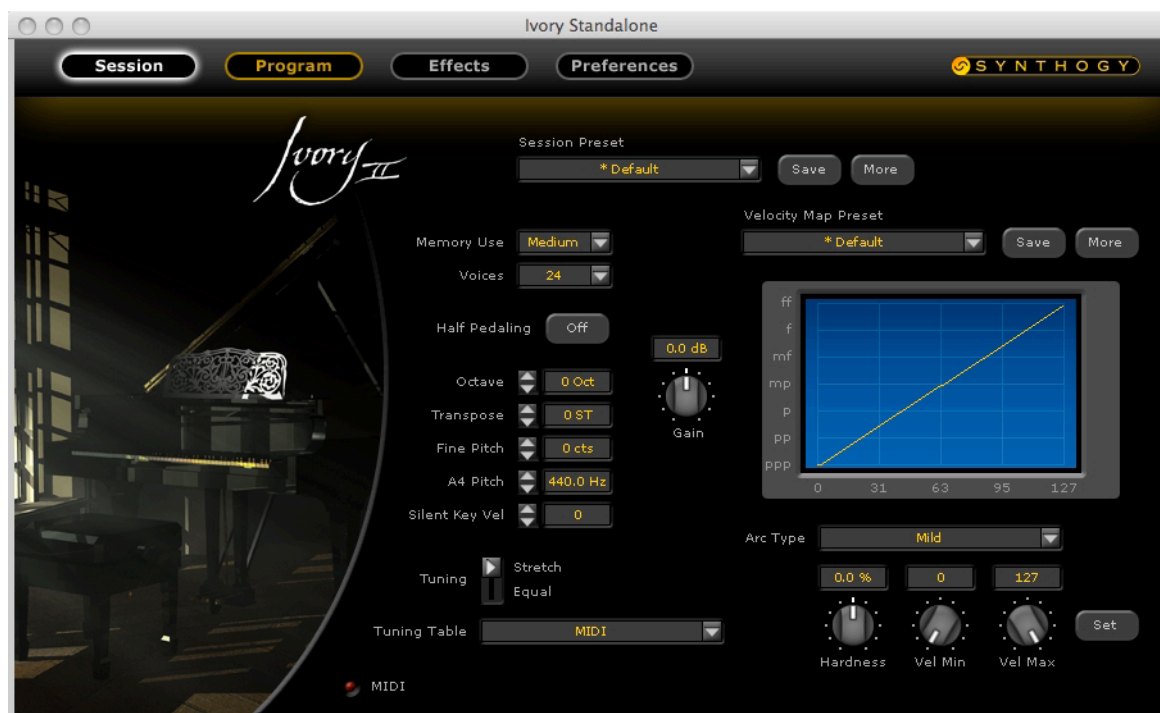 Ivory Standalone
Session Program Effects Preferences SYNTHOGY
Ivory II
Session Preset
* Default Save More
Velocity Map Preset
* Default Save More
Memory Use Medium
Voices 24
Half Pedaling Off
0.0 dB
Gain
Octave 0 Oct
Transpose 0 ST
Fine Pitch 0 cts
A4 Pitch 440.0 Hz
Silent Key Vel 0
Tuning Stretch
Equal
Tuning Table MIDI
MIDI
ff
f
mf
mp
p
pp
ppp
0 31 63 95 127
Arc Type Mild
0.0 % 0 127
Set
Hardness Vel Min Vel Max